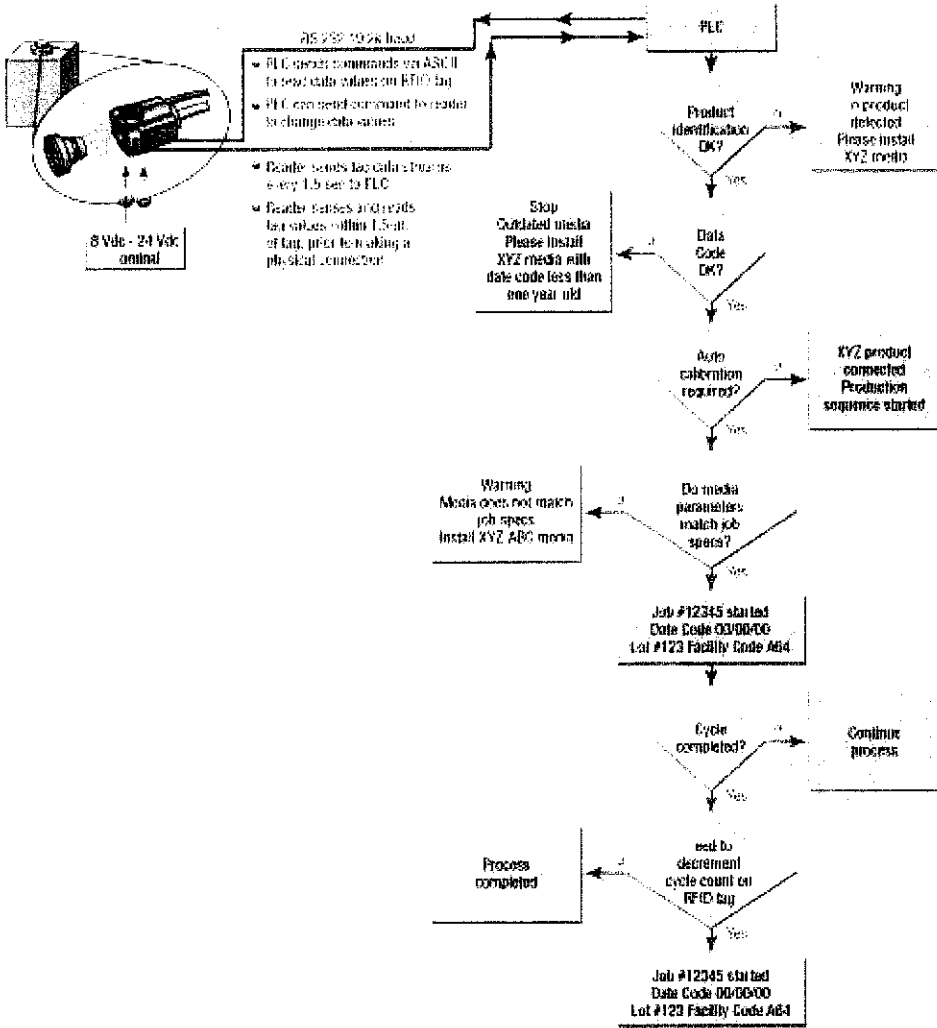 RS 232 19.2k baud
• PLC sends commands via ASCII
to read data values on RFID tag
• PLC can send command to reader
to change data values
• Reader sends tag data streams
every 1.5 sec to PLC
• Reader senses and reads
tag values within 1.5 in.
of tag, prior to making a
physical connection
8 Vdc - 24 Vdc
ominal
PLC
Product
identification
OK?
Warning
product
detected
Please install
XYZ media
Yes
Stop
Outdated media
Please install
XYZ media with
date code less than
one year old
Data
Code
OK?
Yes
Auto
calibration
required?
XYZ product
connected
Production
sequence started
Yes
Warning
Media does not match
job specs
Install XYZ ABC media
Do media
parameters
match job
specs?
Yes
Job #12345 started
Date Code 00/00/00
Lot #123 Facility Code A64
Cycle
completed?
Continue
process
Yes
Process
completed
eed to
decrement
cycle count on
RFID tag
Yes
Job #12345 started
Date Code 00/00/00
Lot #123 Facility Code A64